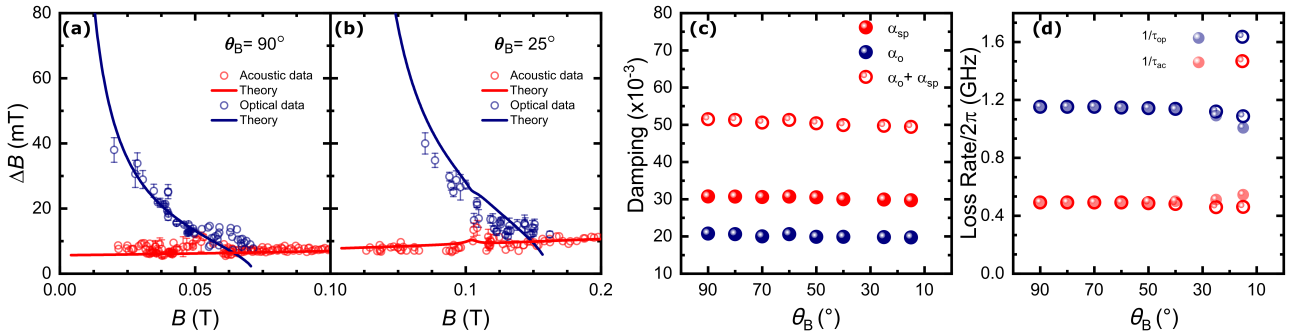 (a)
θB= 90°
Acoustic data
Theory
Optical data
Theory
80
60
40
20
0
ΔB (mT)
0.00
0.05
0.10
B (T)
(b)
θB= 25°
Acoustic data
Theory
Optical data
Theory
0.1
0.2
B (T)
(c)
αsp
αo
αo+ αsp
80
70
60
50
40
30
20
10
Damping (x10-3)
90
70
50
30
10
θB (°)
(d)
1/τop
1/τac
1.6
1.2
0.8
0.4
0.0
Loss Rate/2π (GHz)
90
70
50
30
10
θB (°)